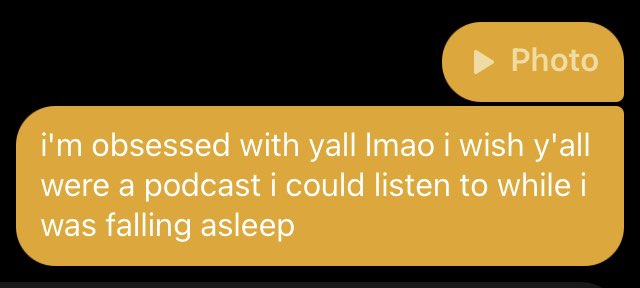 Photo
i'm obsessed with yall lmao i wish y'all
were a podcast i could listen to while i
was falling asleep